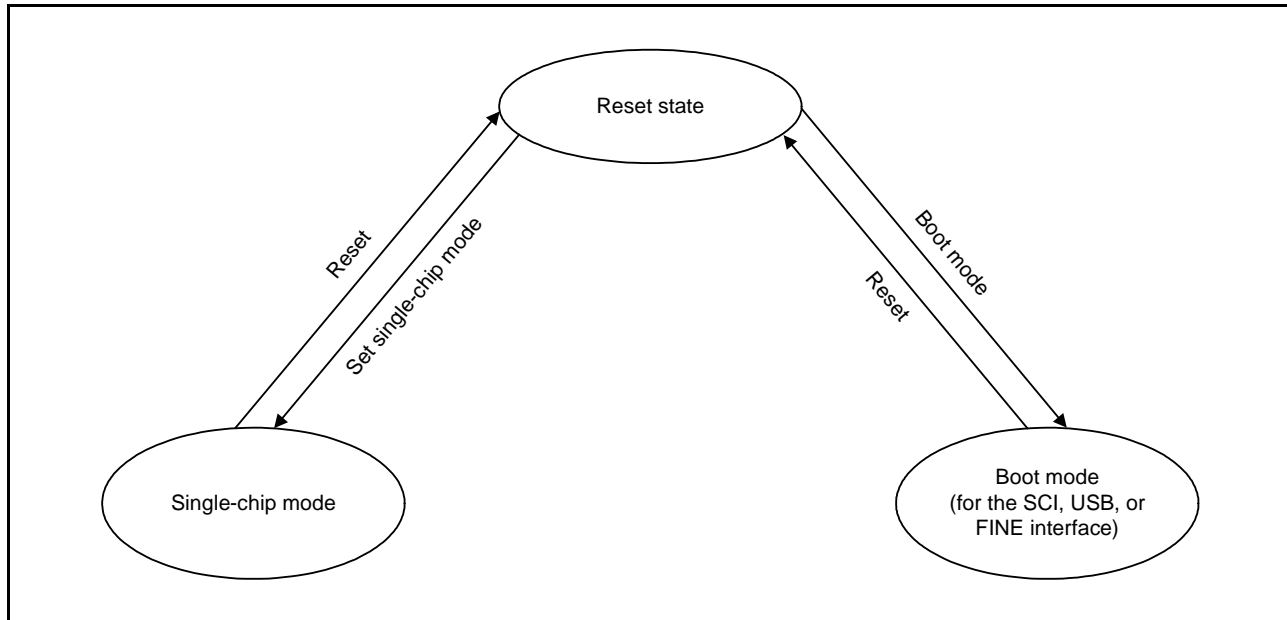 Reset state
Reset
Set single-chip mode
Boot mode
Reset
Single-chip mode
Boot mode
(for the SCI, USB, or
FINE interface)